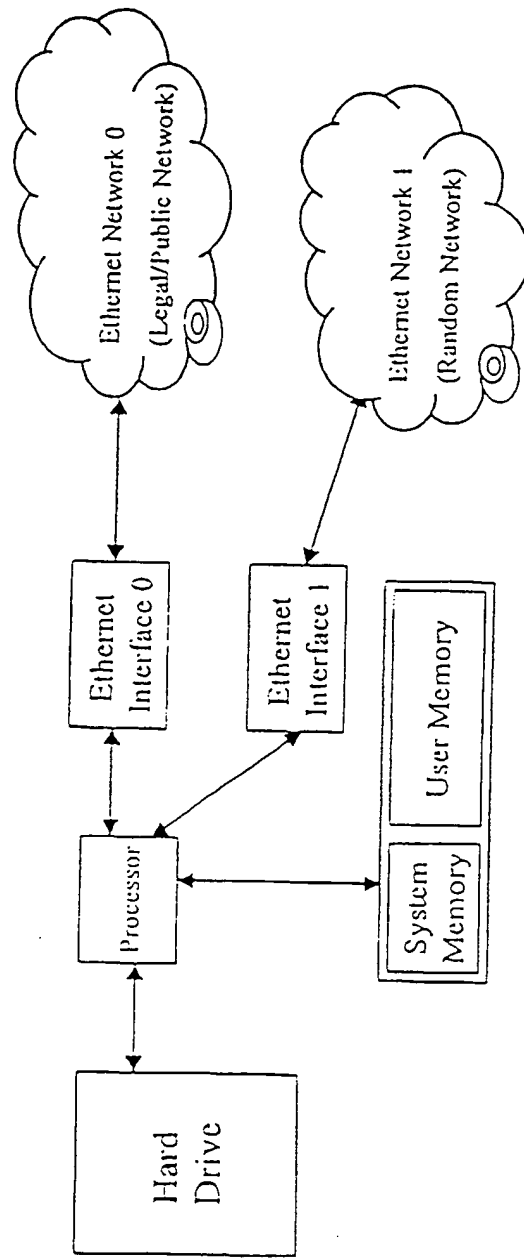 Hard
Drive
Processor
Ethernet
Interface 0
Ethernet Network 0
(Legal/Public Network)
Ethernet
Interface 1
Ethernet Network 1
(Random Network)
System
Memory
User Memory